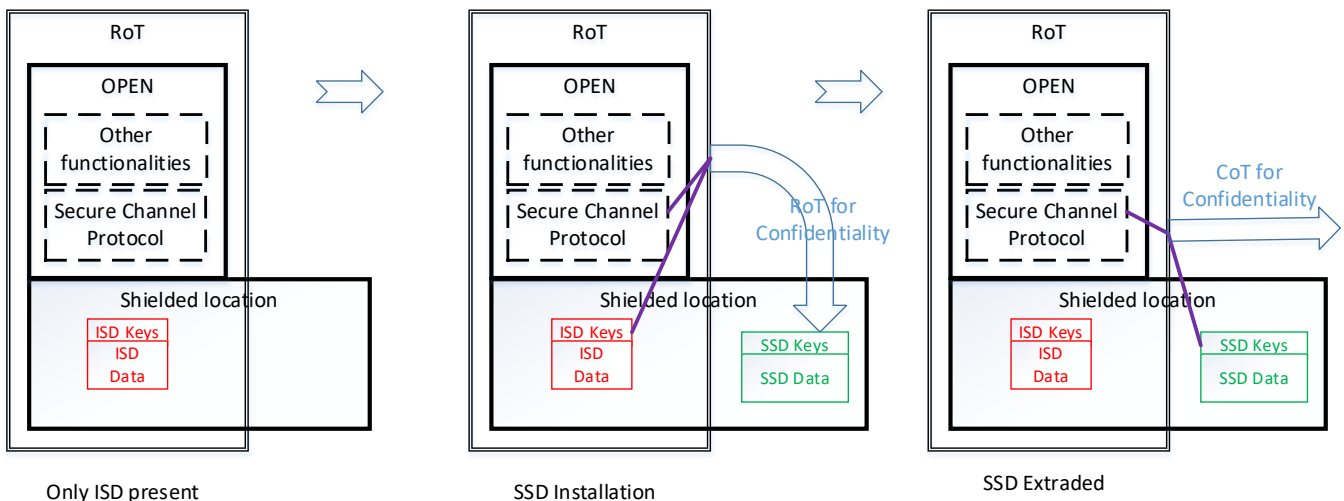 RoT
OPEN
Other
functionalities
Secure Channel
Protocol
Shielded location
ISD Keys
ISD
Data
Only ISD present
RoT
OPEN
Other
functionalities
Secure Channel
Protocol
RoT for
Confidentiality
Shielded location
ISD Keys
ISD
Data
SSD Keys
SSD Data
SSD Installation
RoT
OPEN
Other
functionalities
Secure Channel
Protocol
CoT for
Confidentiality
Shielded location
ISD Keys
ISD
Data
SSD Keys
SSD Data
SSD Extraded